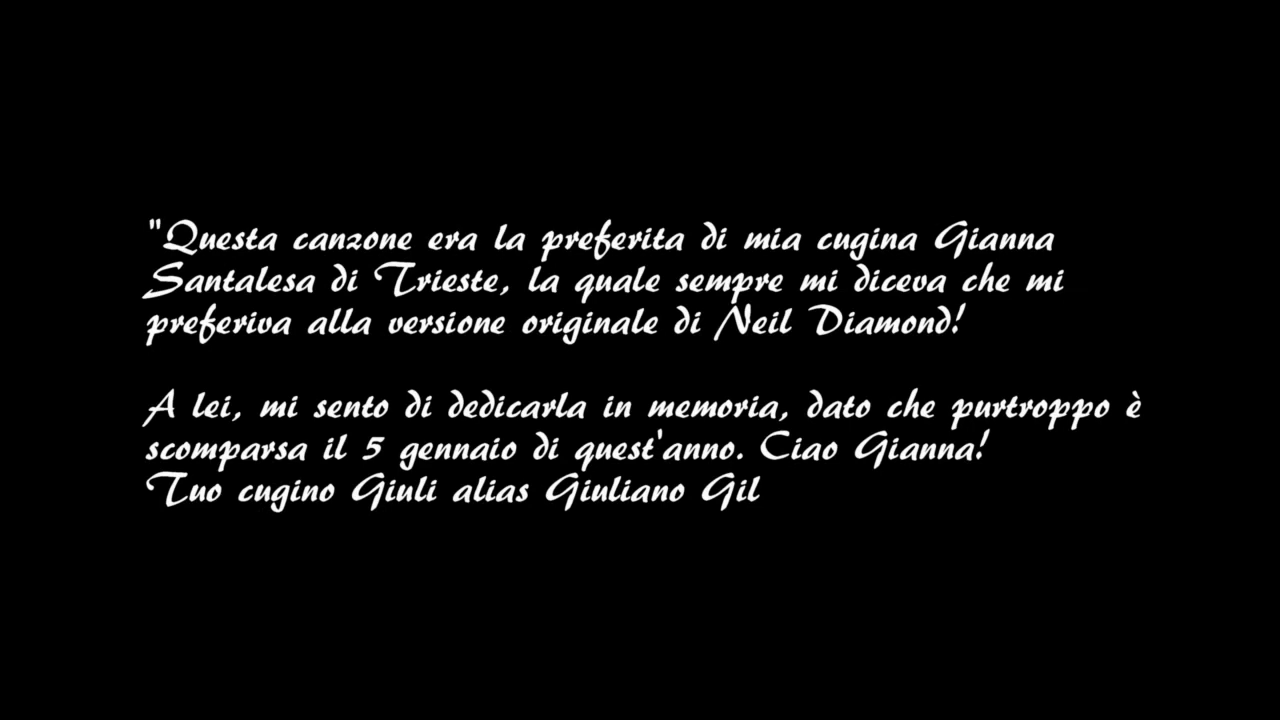 "Questa canzone era la preferita di mia cugina Gianna
Santalesa di Trieste, la quale sempre mi diceva che mi
preferiva alla versione originale di Neil Diamond!
A lei, mi sento di dedicarla in memoria, dato che purtroppo è
scomparsa il 5 gennaio di quest'anno. Ciao Gianna!
Tuo cugino Giuli alias Giuliano Gil